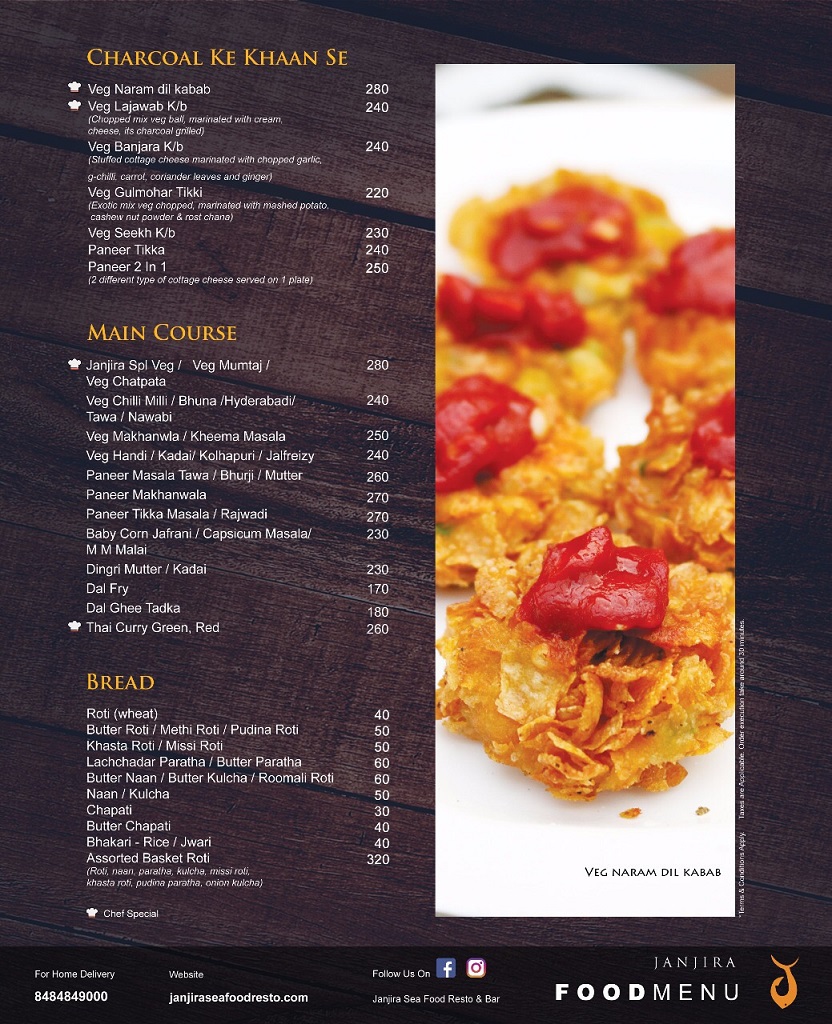 Charcoal Ke Khaan Se
Veg Naram dil kabab 280
Veg Lajawab K/b 240
(Chopped mix veg ball, marinated with cream,
cheese, its charcoal grilled)
Veg Banjara K/b 240
(Stuffed cottage cheese marinated with chopped garlic,
g-chilli, carrot, coriander leaves and ginger)
Veg Gulmohar Tikki 220
(Exotic mix veg chopped, marinated with mashed potato,
cashew nut powder & rost chana)
Veg Seekh K/b 230
Paneer Tikka 240
Paneer 2 In 1 250
(2 different type of cottage cheese served on 1 plate)
Main Course
Janjira Spl Veg / Veg Mumtaj / 280
Veg Chatpata
Veg Chilli Milli / Bhuna /Hyderabadi/ 240
Tawa / Nawabi
Veg Makhanwla / Kheema Masala 250
Veg Handi / Kadai/ Kolhapuri / Jalfreizy 240
Paneer Masala Tawa / Bhurji / Mutter 260
Paneer Makhanwala 270
Paneer Tikka Masala / Rajwadi 270
Baby Corn Jafrani / Capsicum Masala/ 230
M M Malai
Dingri Mutter / Kadai 230
Dal Fry 170
Dal Ghee Tadka 180
Thai Curry Green, Red 260
Bread
Roti (wheat) 40
Butter Roti / Methi Roti / Pudina Roti 50
Khasta Roti / Missi Roti 50
Lachchadar Paratha / Butter Paratha 60
Butter Naan / Butter Kulcha / Roomali Roti 60
Naan / Kulcha 50
Chapati 30
Butter Chapati 40
Bhakari - Rice / Jwari 40
Assorted Basket Roti 320
(Roti, naan, paratha, kulcha, missi roti,
khasta roti, pudina paratha, onion kulcha)
Chef Special
Veg naram dil kabab
*Terms & Conditions Apply. Taxes are Applicable. Order execution take around 30 minutes.
For Home Delivery
8484849000
Website
janjiraseafoodresto.com
Follow Us On
Janjira Sea Food Resto & Bar
JANJIRA
FOODMENU